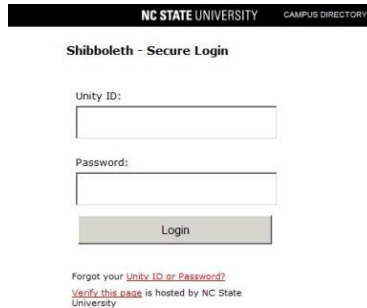 NC STATE UNIVERSITY CAMPUS DIRECTORY
Shibboleth - Secure Login
Unity ID:
Password:
Login
Forgot your Unity ID or Password?
Verify this page is hosted by NC State
University